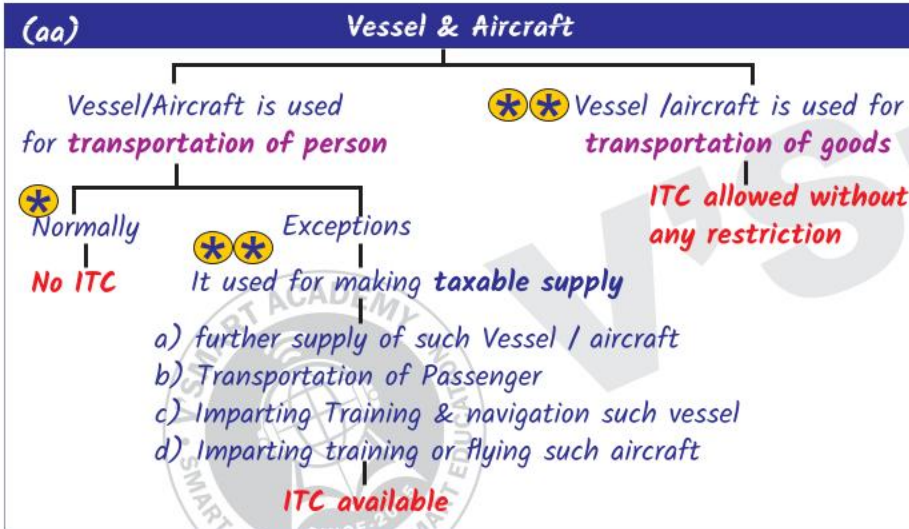 (aa) Vessel & Aircraft
Vessel/Aircraft is used
for transportation of person
** Vessel /aircraft is used for
transportation of goods
* Normally
No ITC
Exceptions
** It used for making taxable supply
a) further supply of such Vessel / aircraft
b) Transportation of Passenger
c) Imparting Training & navigation such vessel
d) Imparting training or flying such aircraft
ITC available
ITC allowed without
any restriction
V'SMART ACADEMY
V'S